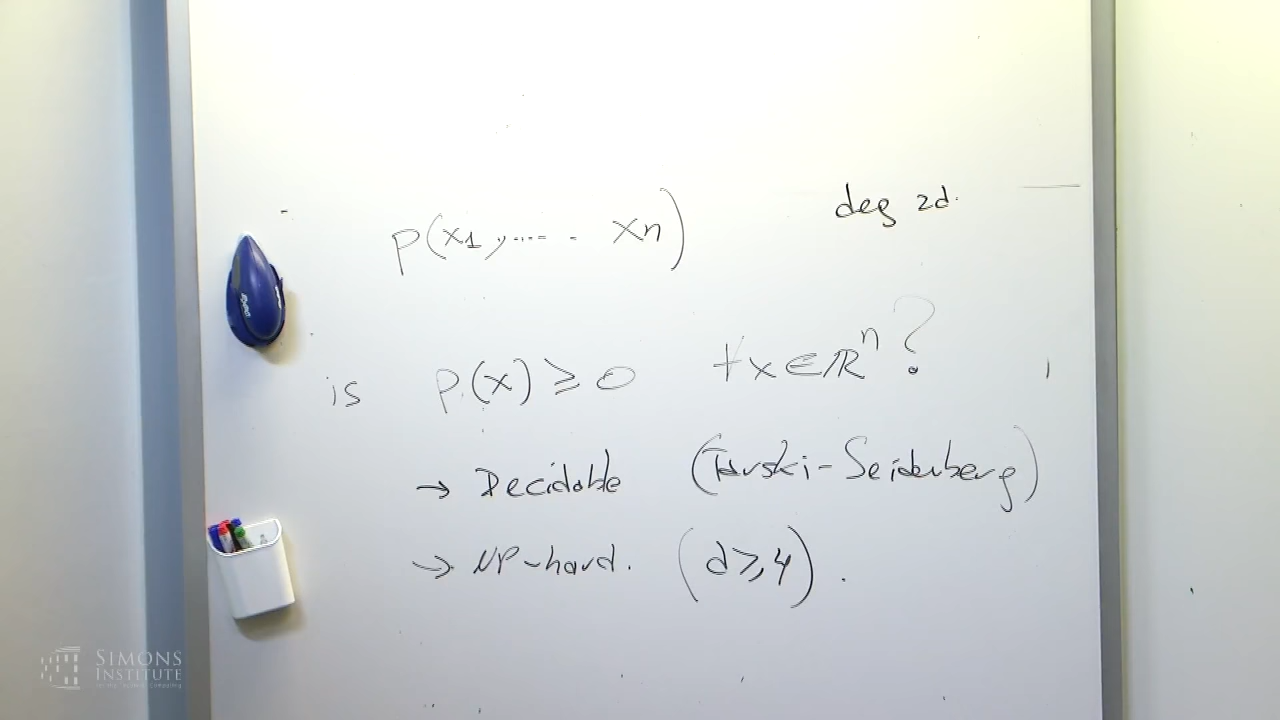 p(x1,..... xn) deg 2d.
is p(x) ≥ 0 ∀x∈ℝⁿ?
→ Decidable (Tarski-Seidenberg)
→ NP-hard. (d≥4).
SIMONS
INSTITUTE